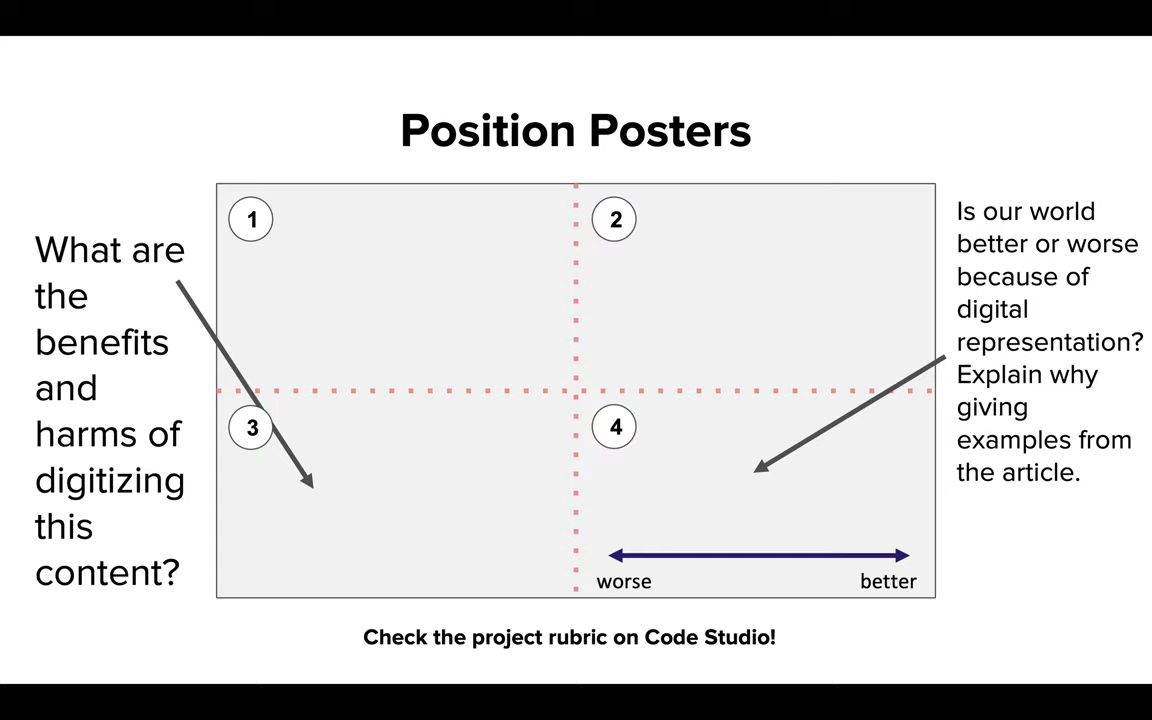 Position Posters
1
2
What are
the
benefits
and
harms of
digitizing
this
content?
Is our world
better or worse
because of
digital
representation?
Explain why
giving
examples from
the article.
3
4
worse
better
Check the project rubric on Code Studio!